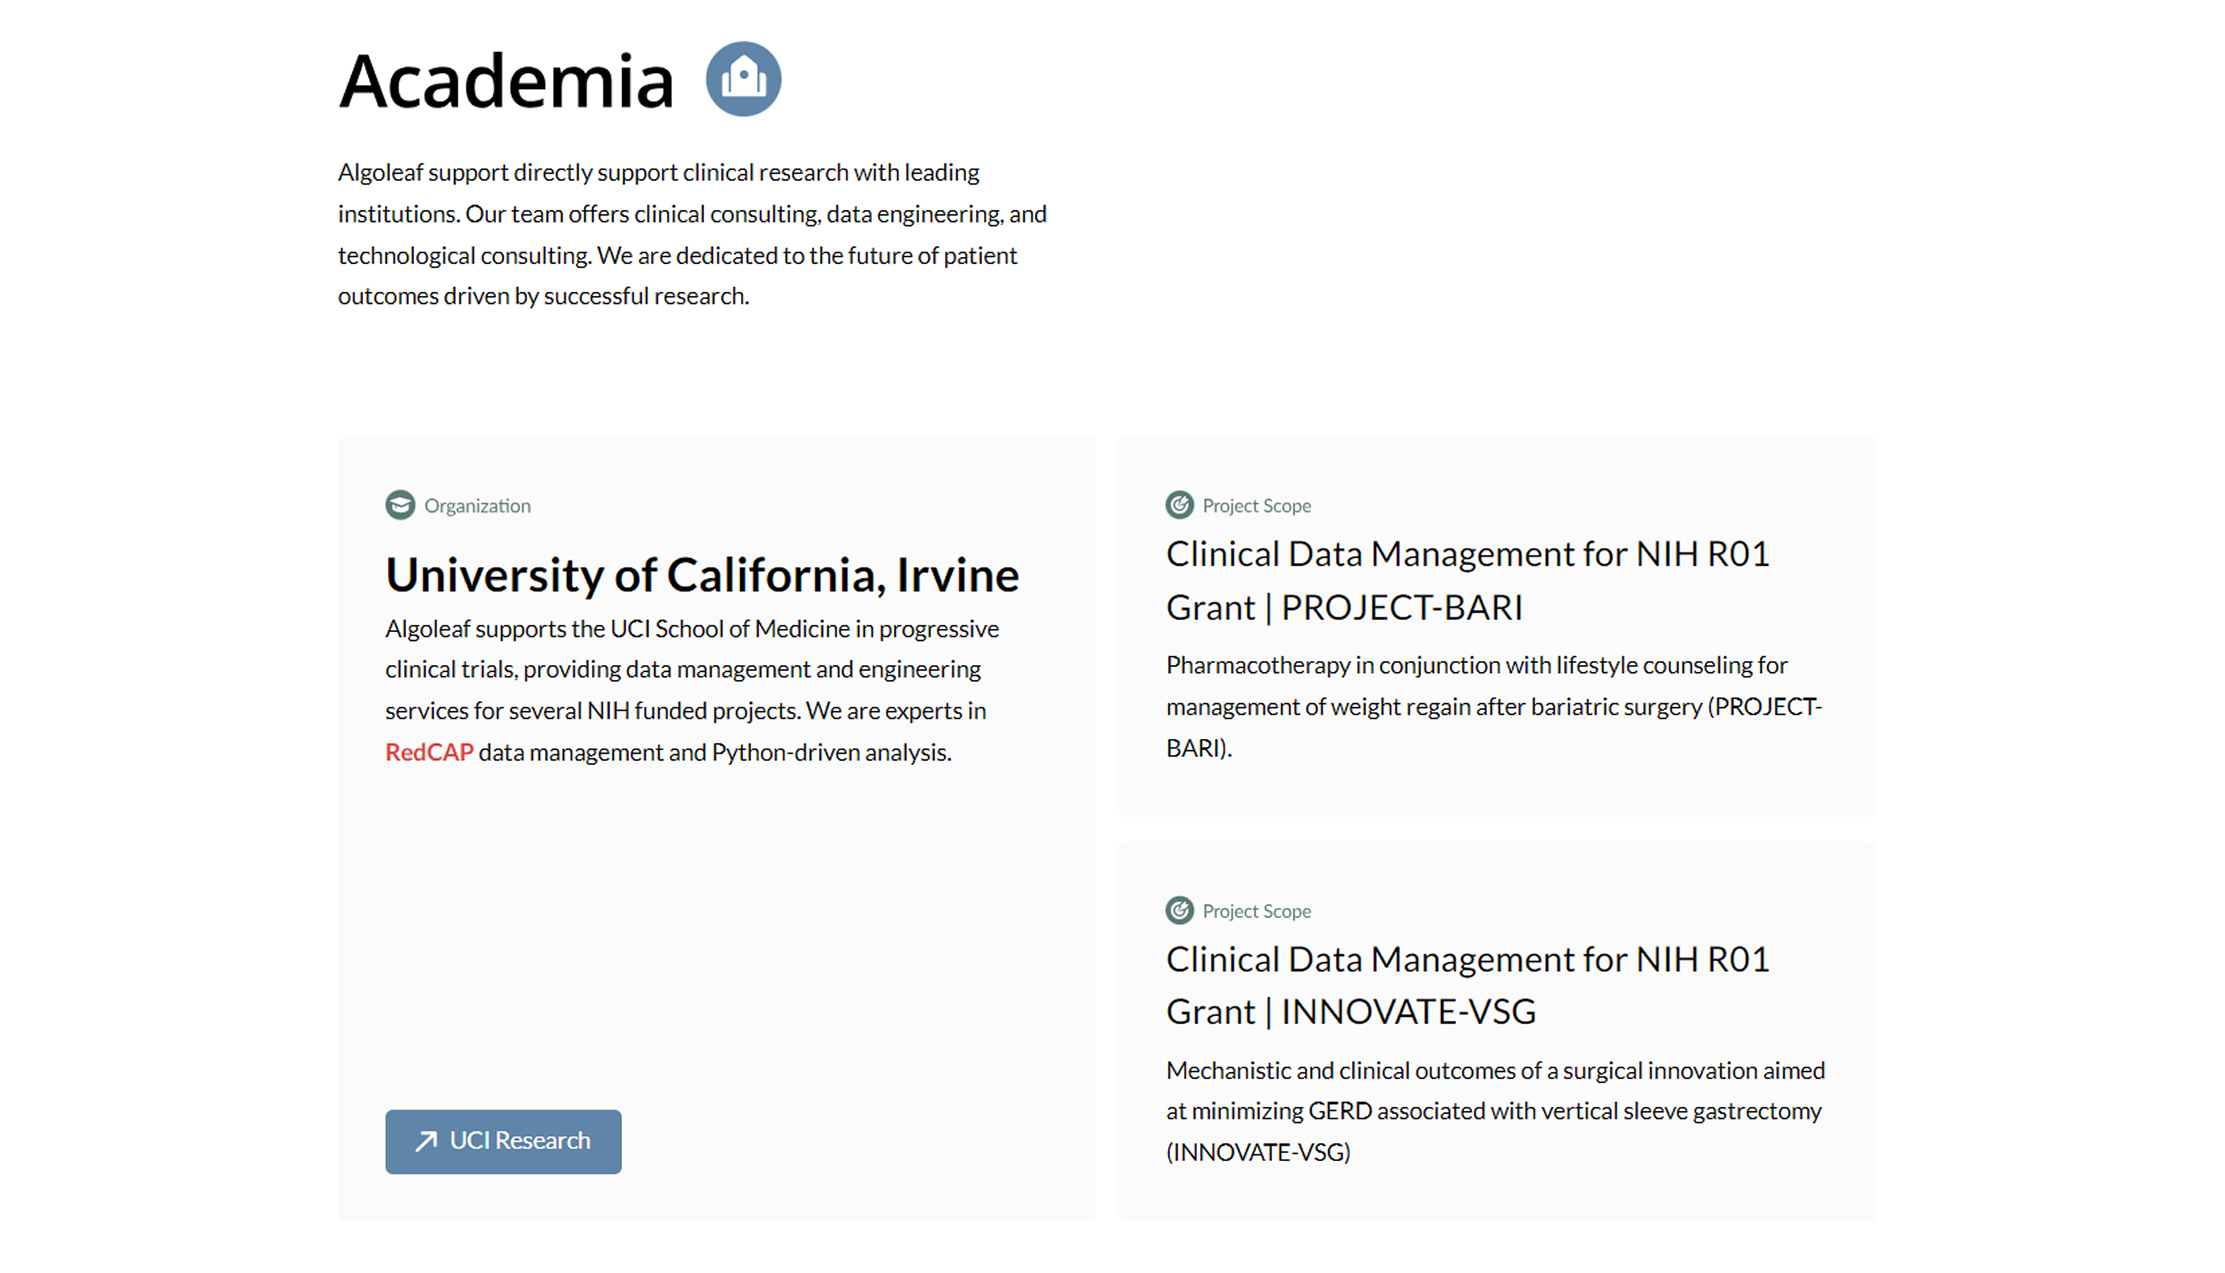 Academia
Algoleaf support directly support clinical research with leading
institutions. Our team offers clinical consulting, data engineering, and
technological consulting. We are dedicated to the future of patient
outcomes driven by successful research.
Organization
University of California, Irvine
Algoleaf supports the UCI School of Medicine in progressive
clinical trials, providing data management and engineering
services for several NIH funded projects. We are experts in
RedCAP data management and Python-driven analysis.
UCI Research
Project Scope
Clinical Data Management for NIH R01
Grant | PROJECT-BARI
Pharmacotherapy in conjunction with lifestyle counseling for
management of weight regain after bariatric surgery (PROJECT-
BARI).
Project Scope
Clinical Data Management for NIH R01
Grant | INNOVATE-VSG
Mechanistic and clinical outcomes of a surgical innovation aimed
at minimizing GERD associated with vertical sleeve gastrectomy
(INNOVATE-VSG)